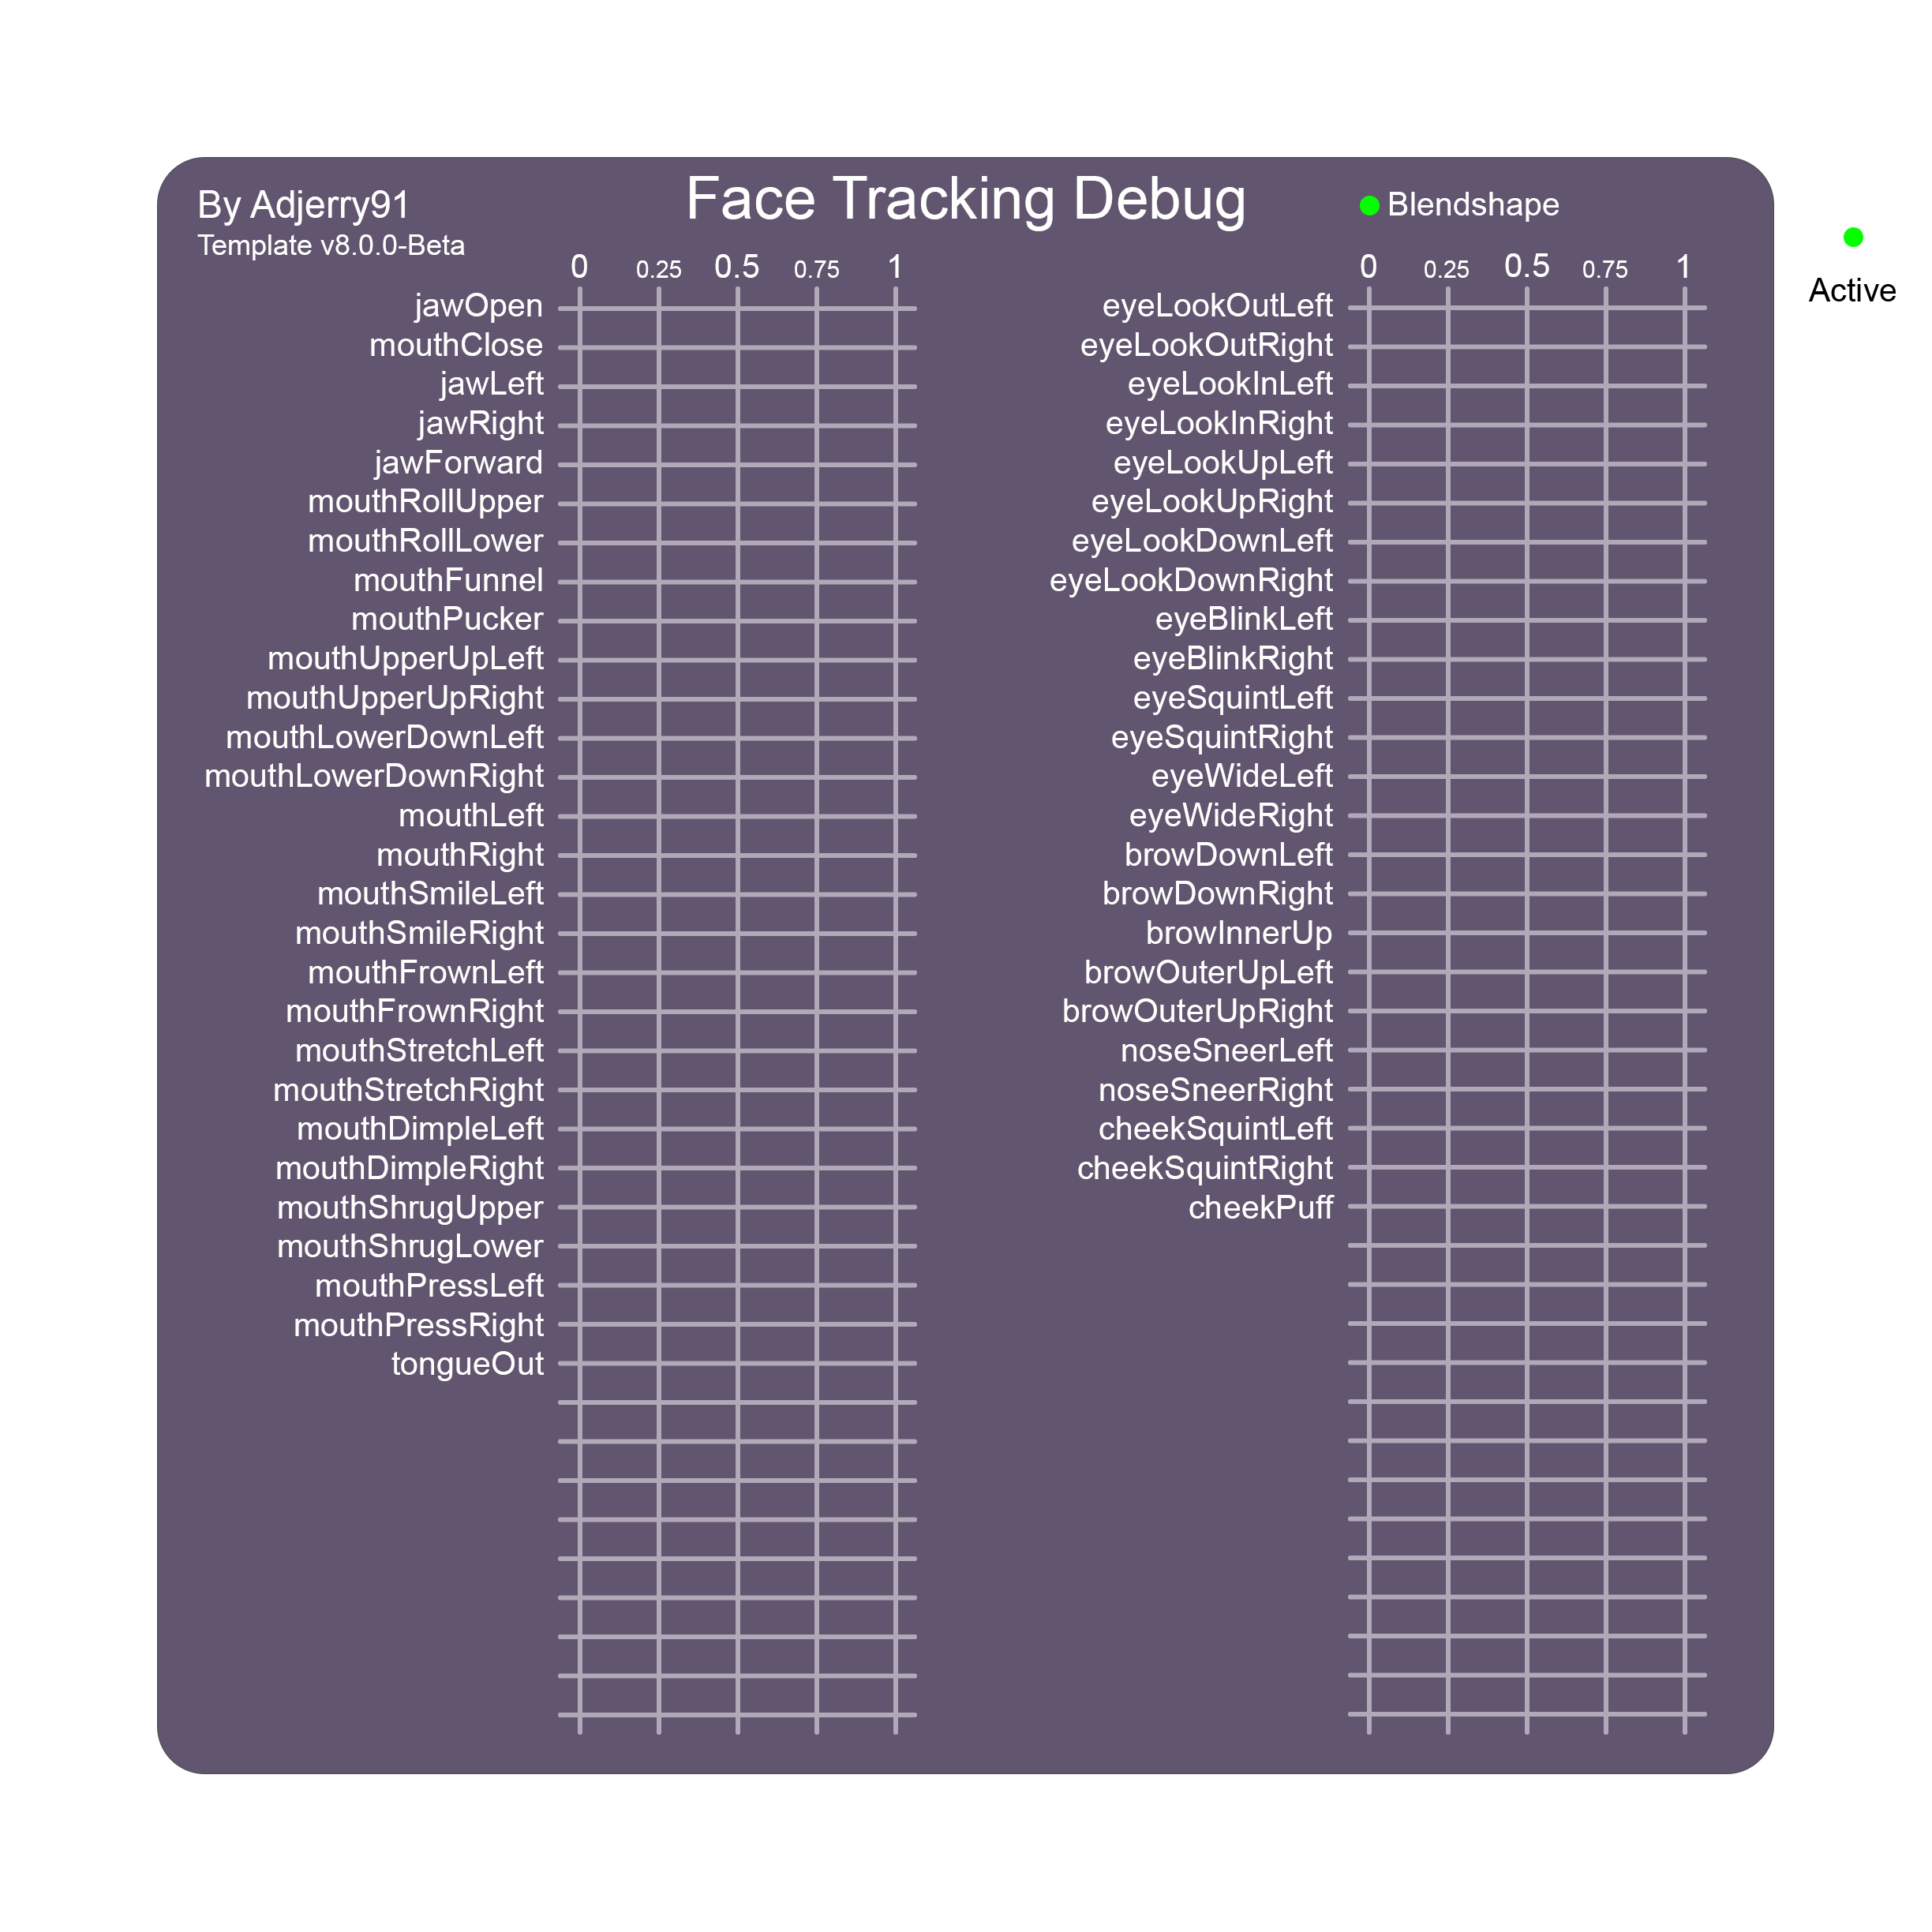 By Adjerry91
Template v8.0.0-Beta
Face Tracking Debug
Blendshape
Active
0 0.25 0.5 0.75 1
jawOpen
mouthClose
jawLeft
jawRight
jawForward
mouthRollUpper
mouthRollLower
mouthFunnel
mouthPucker
mouthUpperUpLeft
mouthUpperUpRight
mouthLowerDownLeft
mouthLowerDownRight
mouthLeft
mouthRight
mouthSmileLeft
mouthSmileRight
mouthFrownLeft
mouthFrownRight
mouthStretchLeft
mouthStretchRight
mouthDimpleLeft
mouthDimpleRight
mouthShrugUpper
mouthShrugLower
mouthPressLeft
mouthPressRight
tongueOut
0 0.25 0.5 0.75 1
eyeLookOutLeft
eyeLookOutRight
eyeLookInLeft
eyeLookInRight
eyeLookUpLeft
eyeLookUpRight
eyeLookDownLeft
eyeLookDownRight
eyeBlinkLeft
eyeBlinkRight
eyeSquintLeft
eyeSquintRight
eyeWideLeft
eyeWideRight
browDownLeft
browDownRight
browInnerUp
browOuterUpLeft
browOuterUpRight
noseSneerLeft
noseSneerRight
cheekSquintLeft
cheekSquintRight
cheekPuff